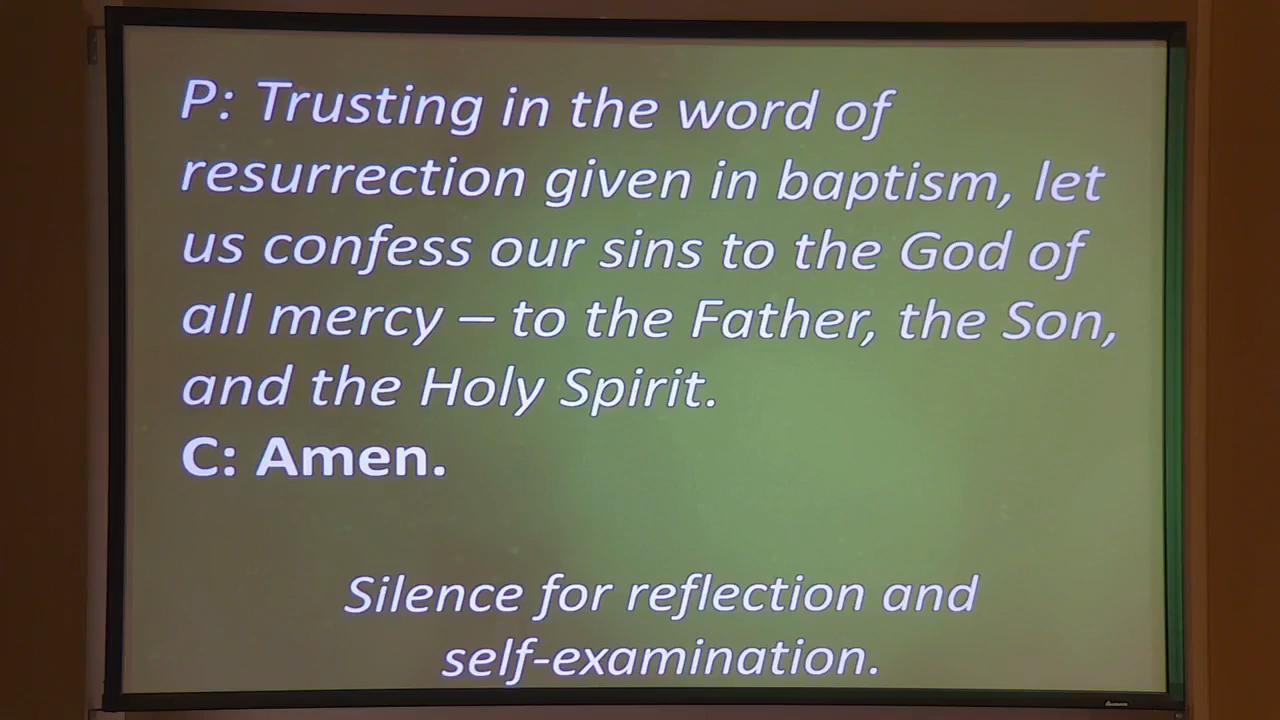 P: Trusting in the word of
resurrection given in baptism, let
us confess our sins to the God of
all mercy – to the Father, the Son,
and the Holy Spirit.
C: Amen.
Silence for reflection and
self-examination.